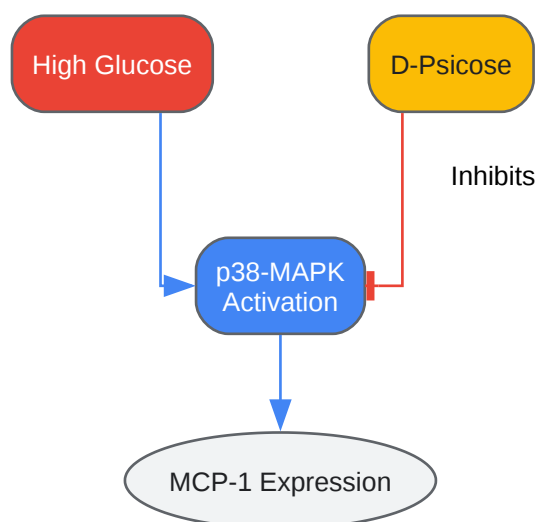 High Glucose
D-Psicose
Inhibits
p38-MAPK
Activation
MCP-1 Expression